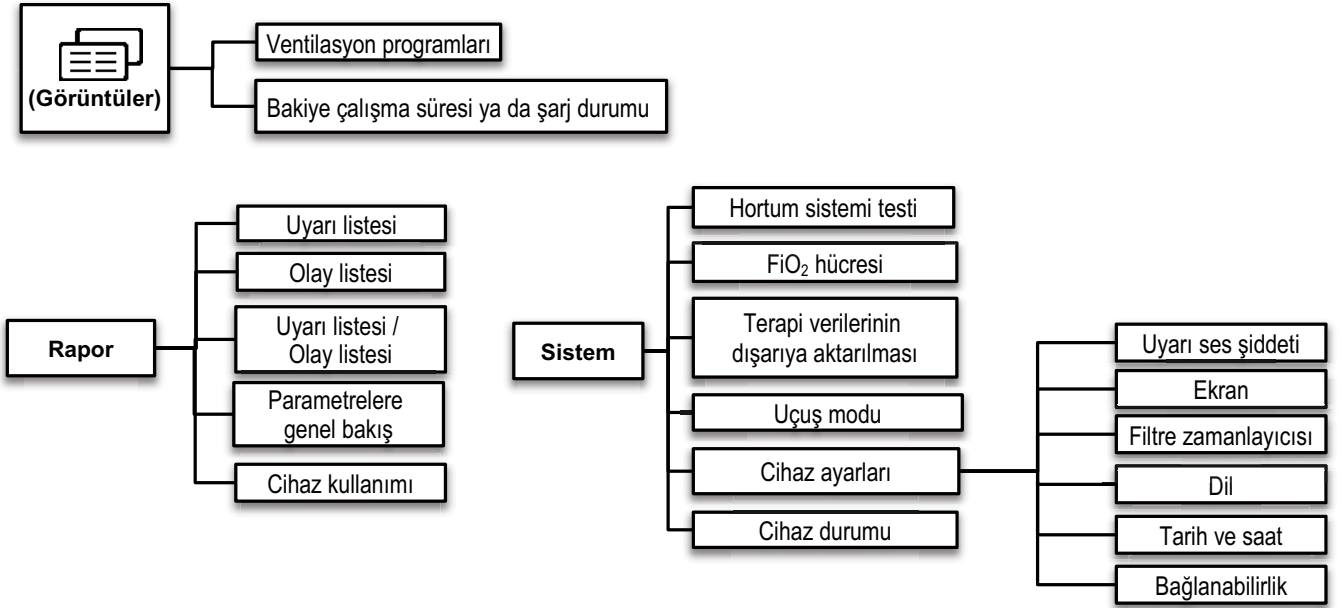 (Görüntüler)
Ventilasyon programları
Bakiye çalışma süresi ya da şarj durumu
Rapor
Uyarı listesi
Olay listesi
Uyarı listesi /
Olay listesi
Parametrelere
genel bakış
Cihaz kullanımı
Sistem
Hortum sistemi testi
FiO₂ hücresi
Terapi verilerinin
dışarıya aktarılması
Uçuş modu
Cihaz ayarları
Cihaz durumu
Uyarı ses şiddeti
Ekran
Filtre zamanlayıcısı
Dil
Tarih ve saat
Bağlanabilirlik